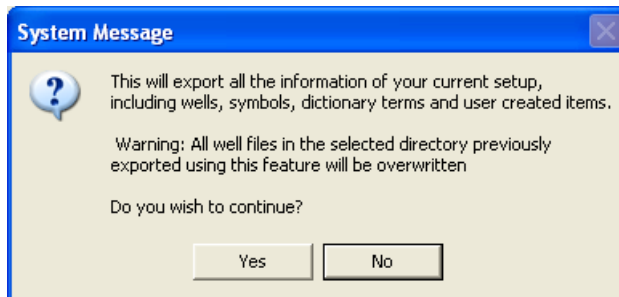 System Message
This will export all the information of your current setup,
including wells, symbols, dictionary terms and user created items.
Warning: All well files in the selected directory previously
exported using this feature will be overwritten
Do you wish to continue?
Yes
No